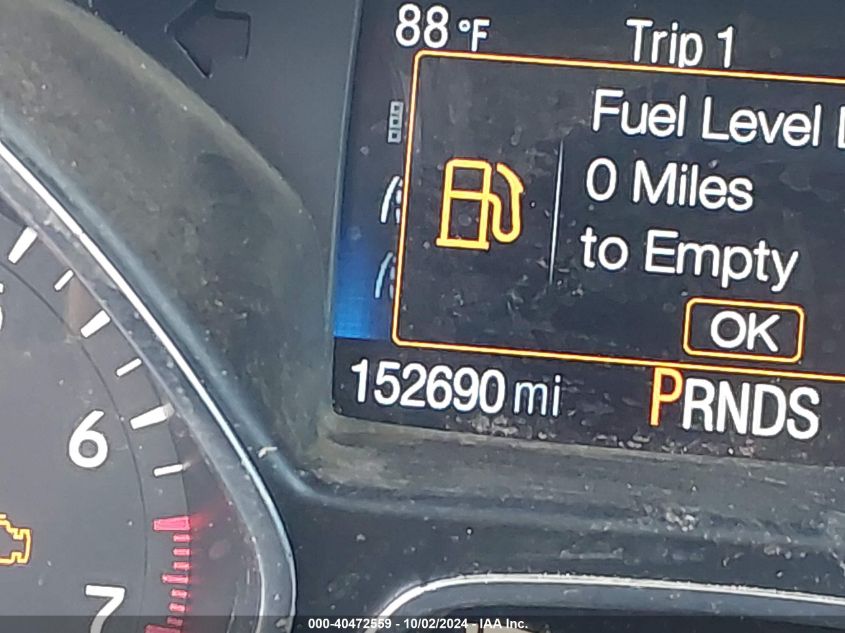 88 °F Trip 1
Fuel Level
0 Miles
to Empty
OK
152690 mi PRNDS
6
7
000-40472559 - 10/02/2024 - IAA Inc.